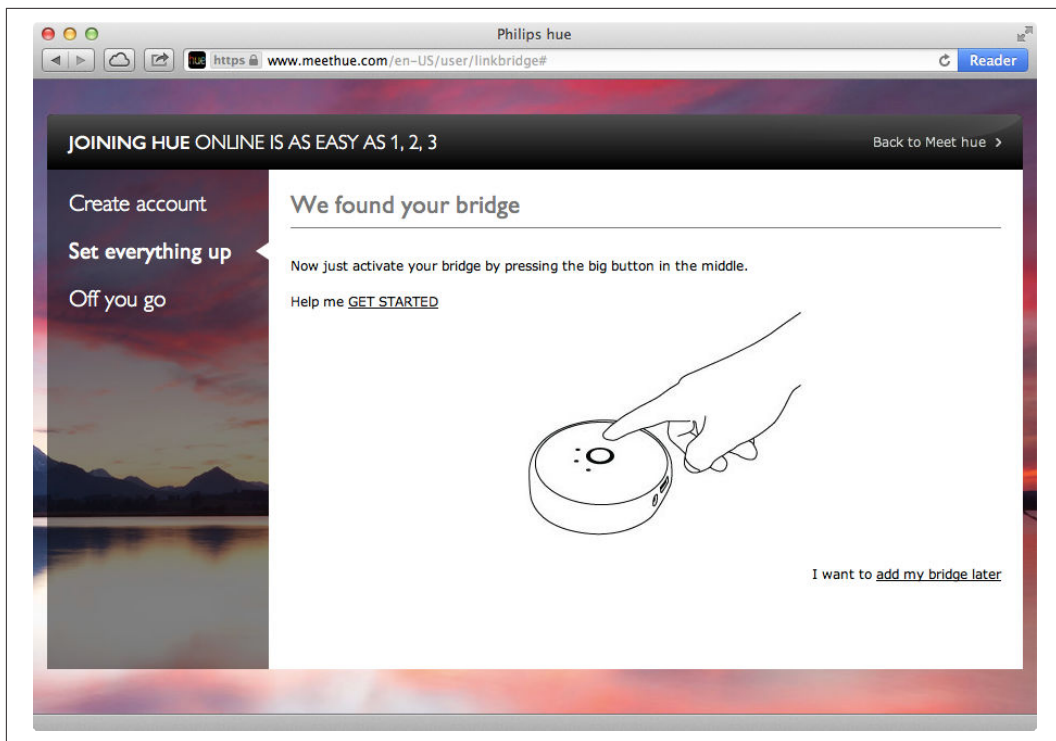 Philips hue
hue https www.meethue.com/en-US/user/linkbridge# Reader
JOINING HUE ONLINE IS AS EASY AS 1, 2, 3
Back to Meet hue >
Create account
Set everything up
Off you go
We found your bridge
Now just activate your bridge by pressing the big button in the middle.
Help me GET STARTED
I want to add my bridge later